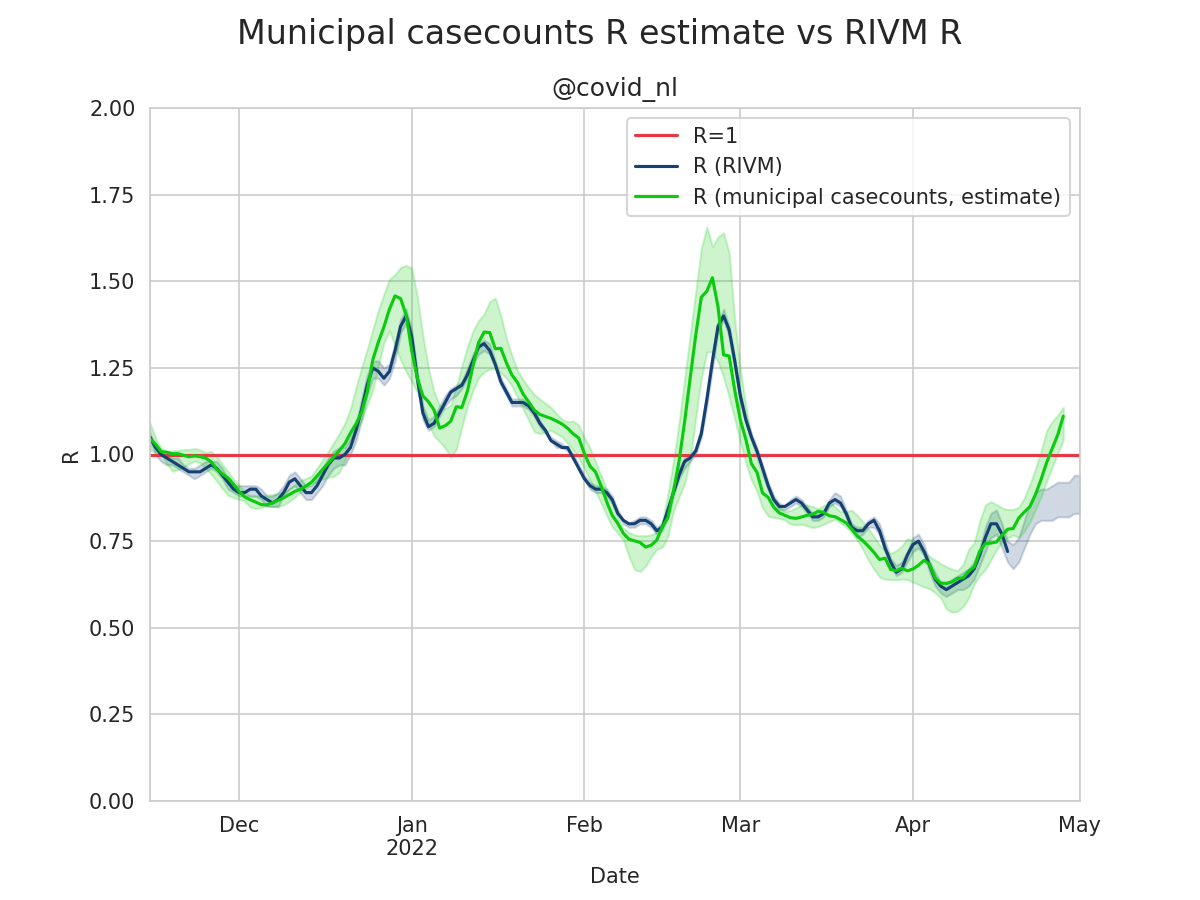 Municipal casecounts R estimate vs RIVM R
@covid_nl
R=1
R (RIVM)
R (municipal casecounts, estimate)
2.00
1.75
1.50
1.25
1.00
0.75
0.50
0.25
0.00
R
Dec
Jan
2022
Feb
Mar
Apr
May
Date